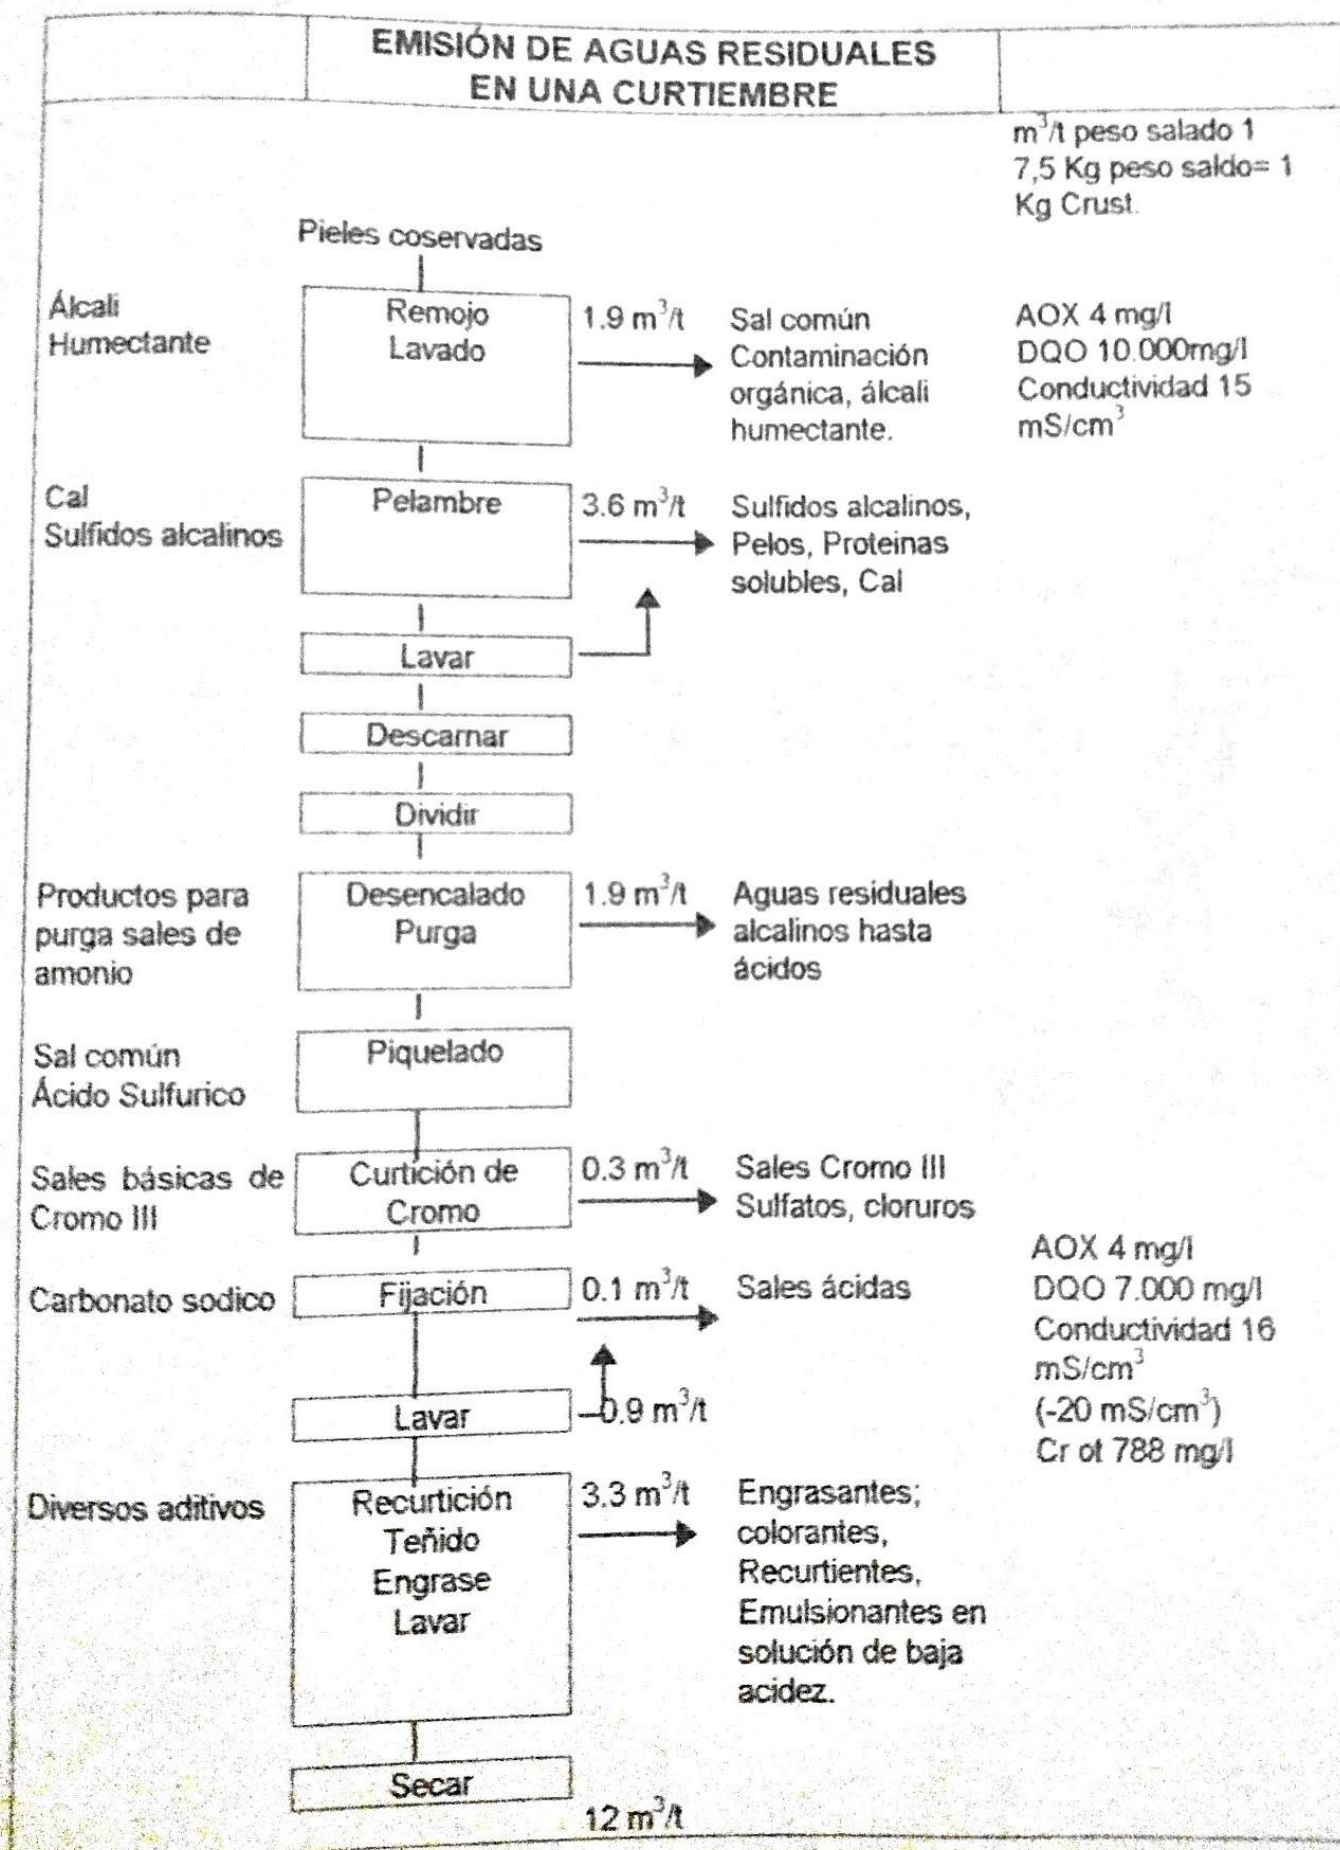 EMISIÓN DE AGUAS RESIDUALES
EN UNA CURTIEMBRE
m³/t peso salado 1
7,5 Kg peso saldo= 1
Kg Crust.
Pieles coservadas
Álcali
Humectante
Remojo
Lavado
1.9 m³/t
Sal común
Contaminación
orgánica, álcali
humectante.
AOX 4 mg/l
DQO 10.000mg/l
Conductividad 15
mS/cm³
Cal
Sulfidos alcalinos
Pelambre
3.6 m³/t
Sulfidos alcalinos,
Pelos, Proteinas
solubles, Cal
Lavar
Descarnar
Dividir
Productos para
purga sales de
amonio
Desencalado
Purga
1.9 m³/t
Aguas residuales
alcalinos hasta
ácidos
Sal común
Ácido Sulfurico
Piquelado
Sales básicas de
Cromo III
Curtición de
Cromo
0.3 m³/t
Sales Cromo III
Sulfatos, cloruros
Carbonato sodico
Fijación
0.1 m³/t
Sales ácidas
AOX 4 mg/l
DQO 7.000 mg/l
Conductividad 16
mS/cm³
(-20 mS/cm³)
Cr ot 788 mg/l
Lavar
0.9 m³/t
Diversos aditivos
Recurtición
Teñido
Engrase
Lavar
3.3 m³/t
Engrasantes;
colorantes,
Recurtientes,
Emulsionantes en
solución de baja
acidez.
Secar
12 m³/t